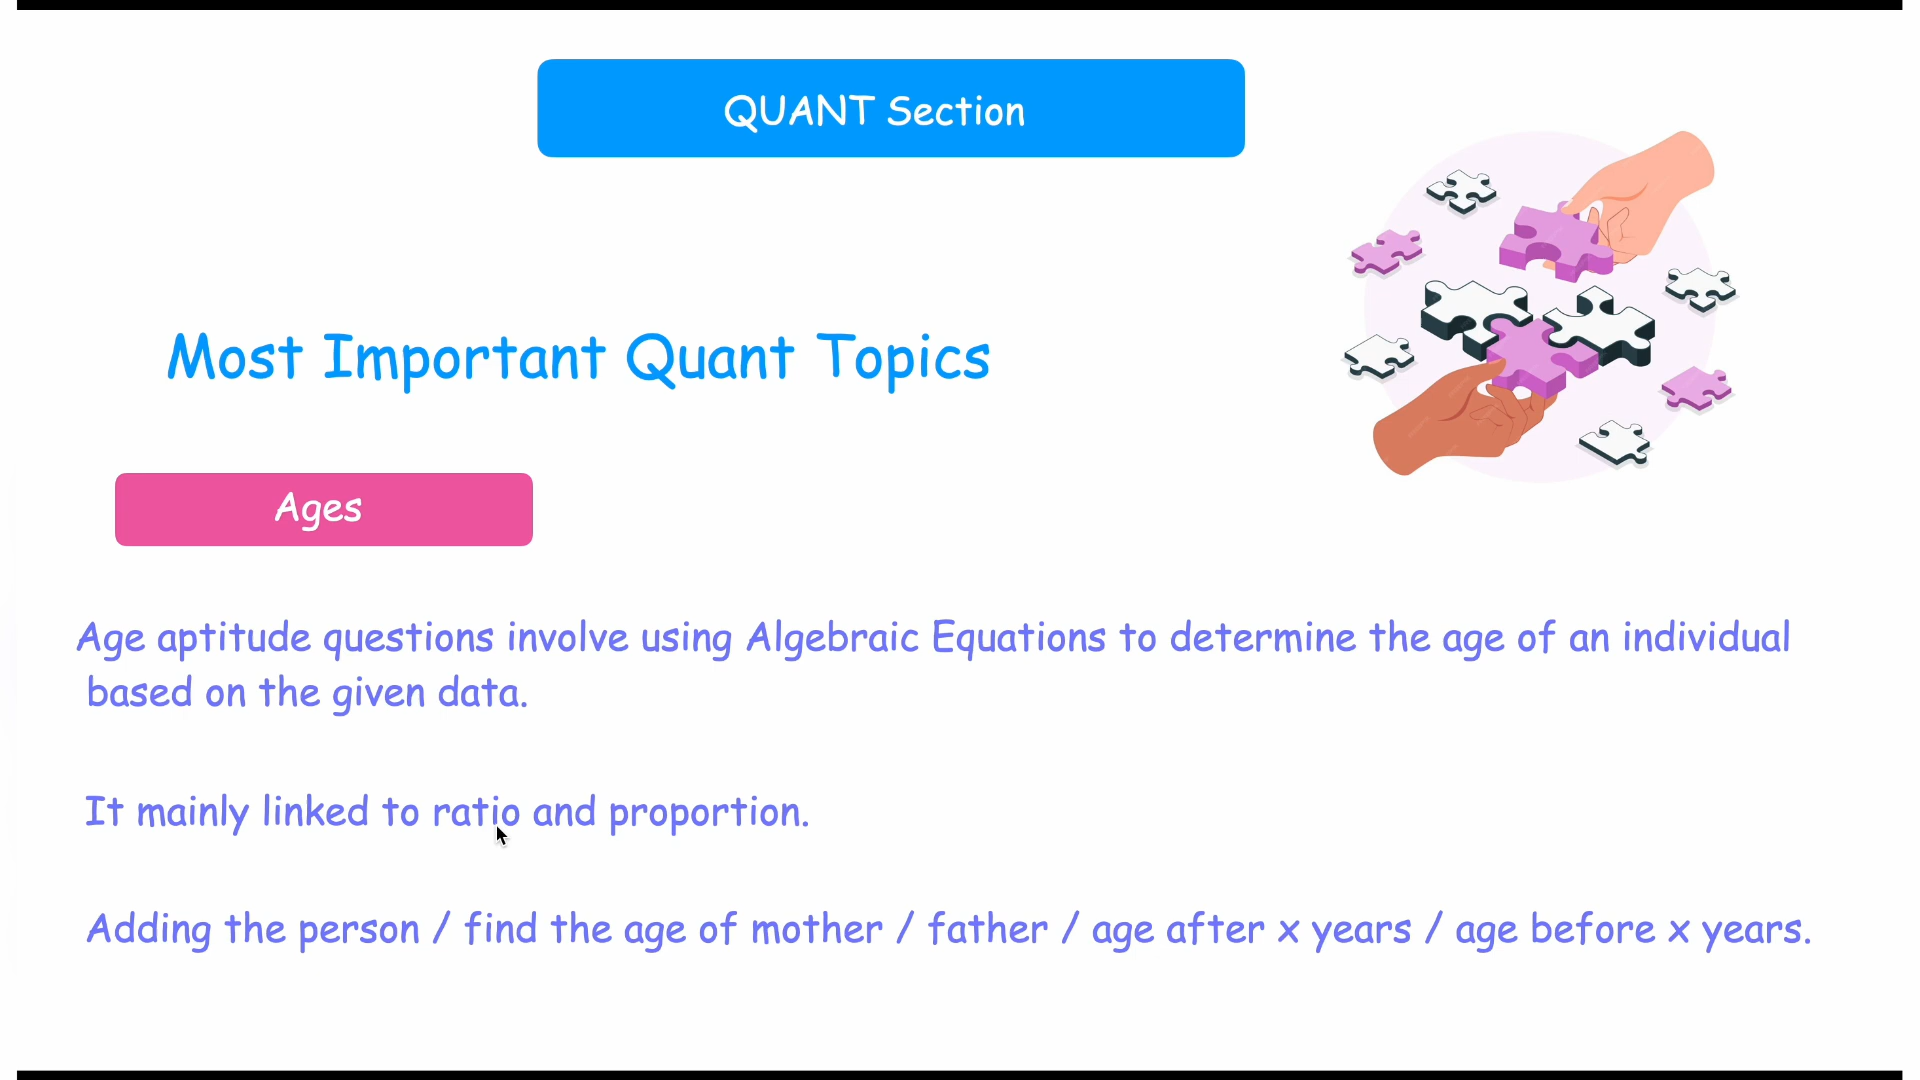 QUANT Section
Most Important Quant Topics
Ages
Age aptitude questions involve using Algebraic Equations to determine the age of an individual
based on the given data.
It mainly linked to ratio and proportion.
Adding the person / find the age of mother / father / age after x years / age before x years.